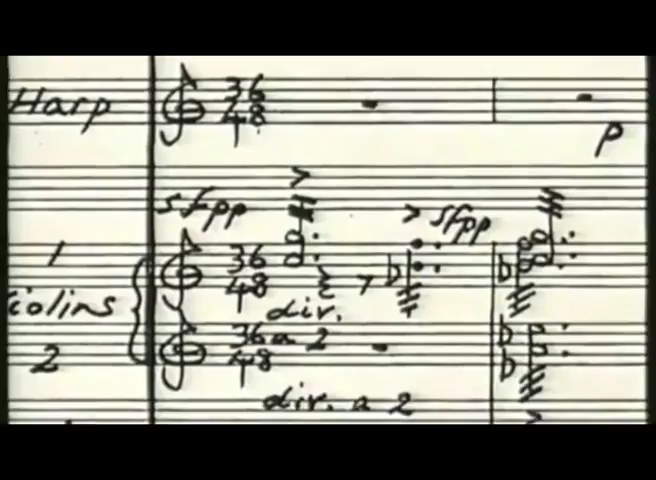 Harp 36
48
p
sfpp
sfpp
1 36
48
iolins div.
2 36 a 2
48
div. a 2